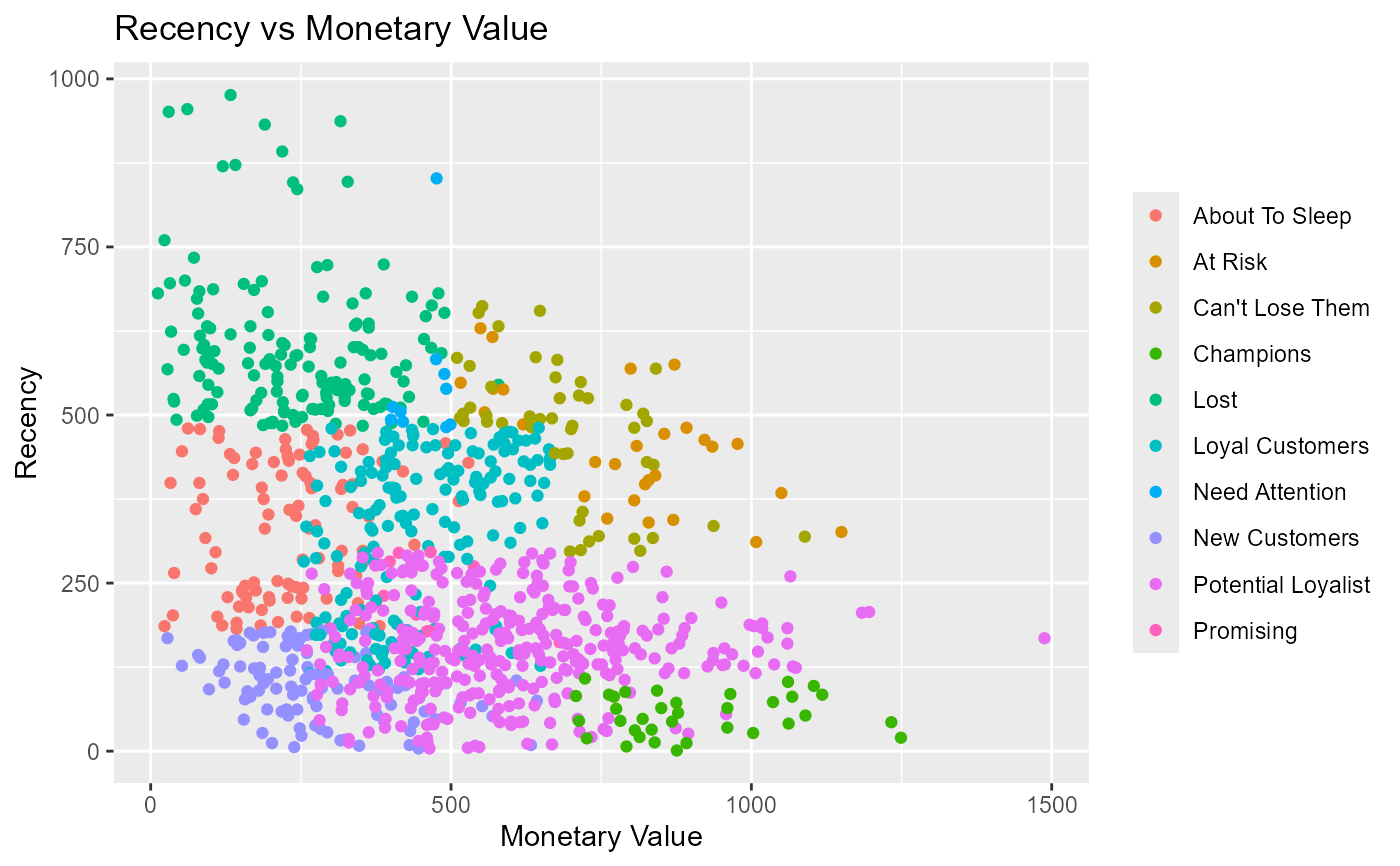 Recency vs Monetary Value
Recency
1000
750
500
250
0
0 500 1000 1500
Monetary Value
About To Sleep
At Risk
Can't Lose Them
Champions
Lost
Loyal Customers
Need Attention
New Customers
Potential Loyalist
Promising